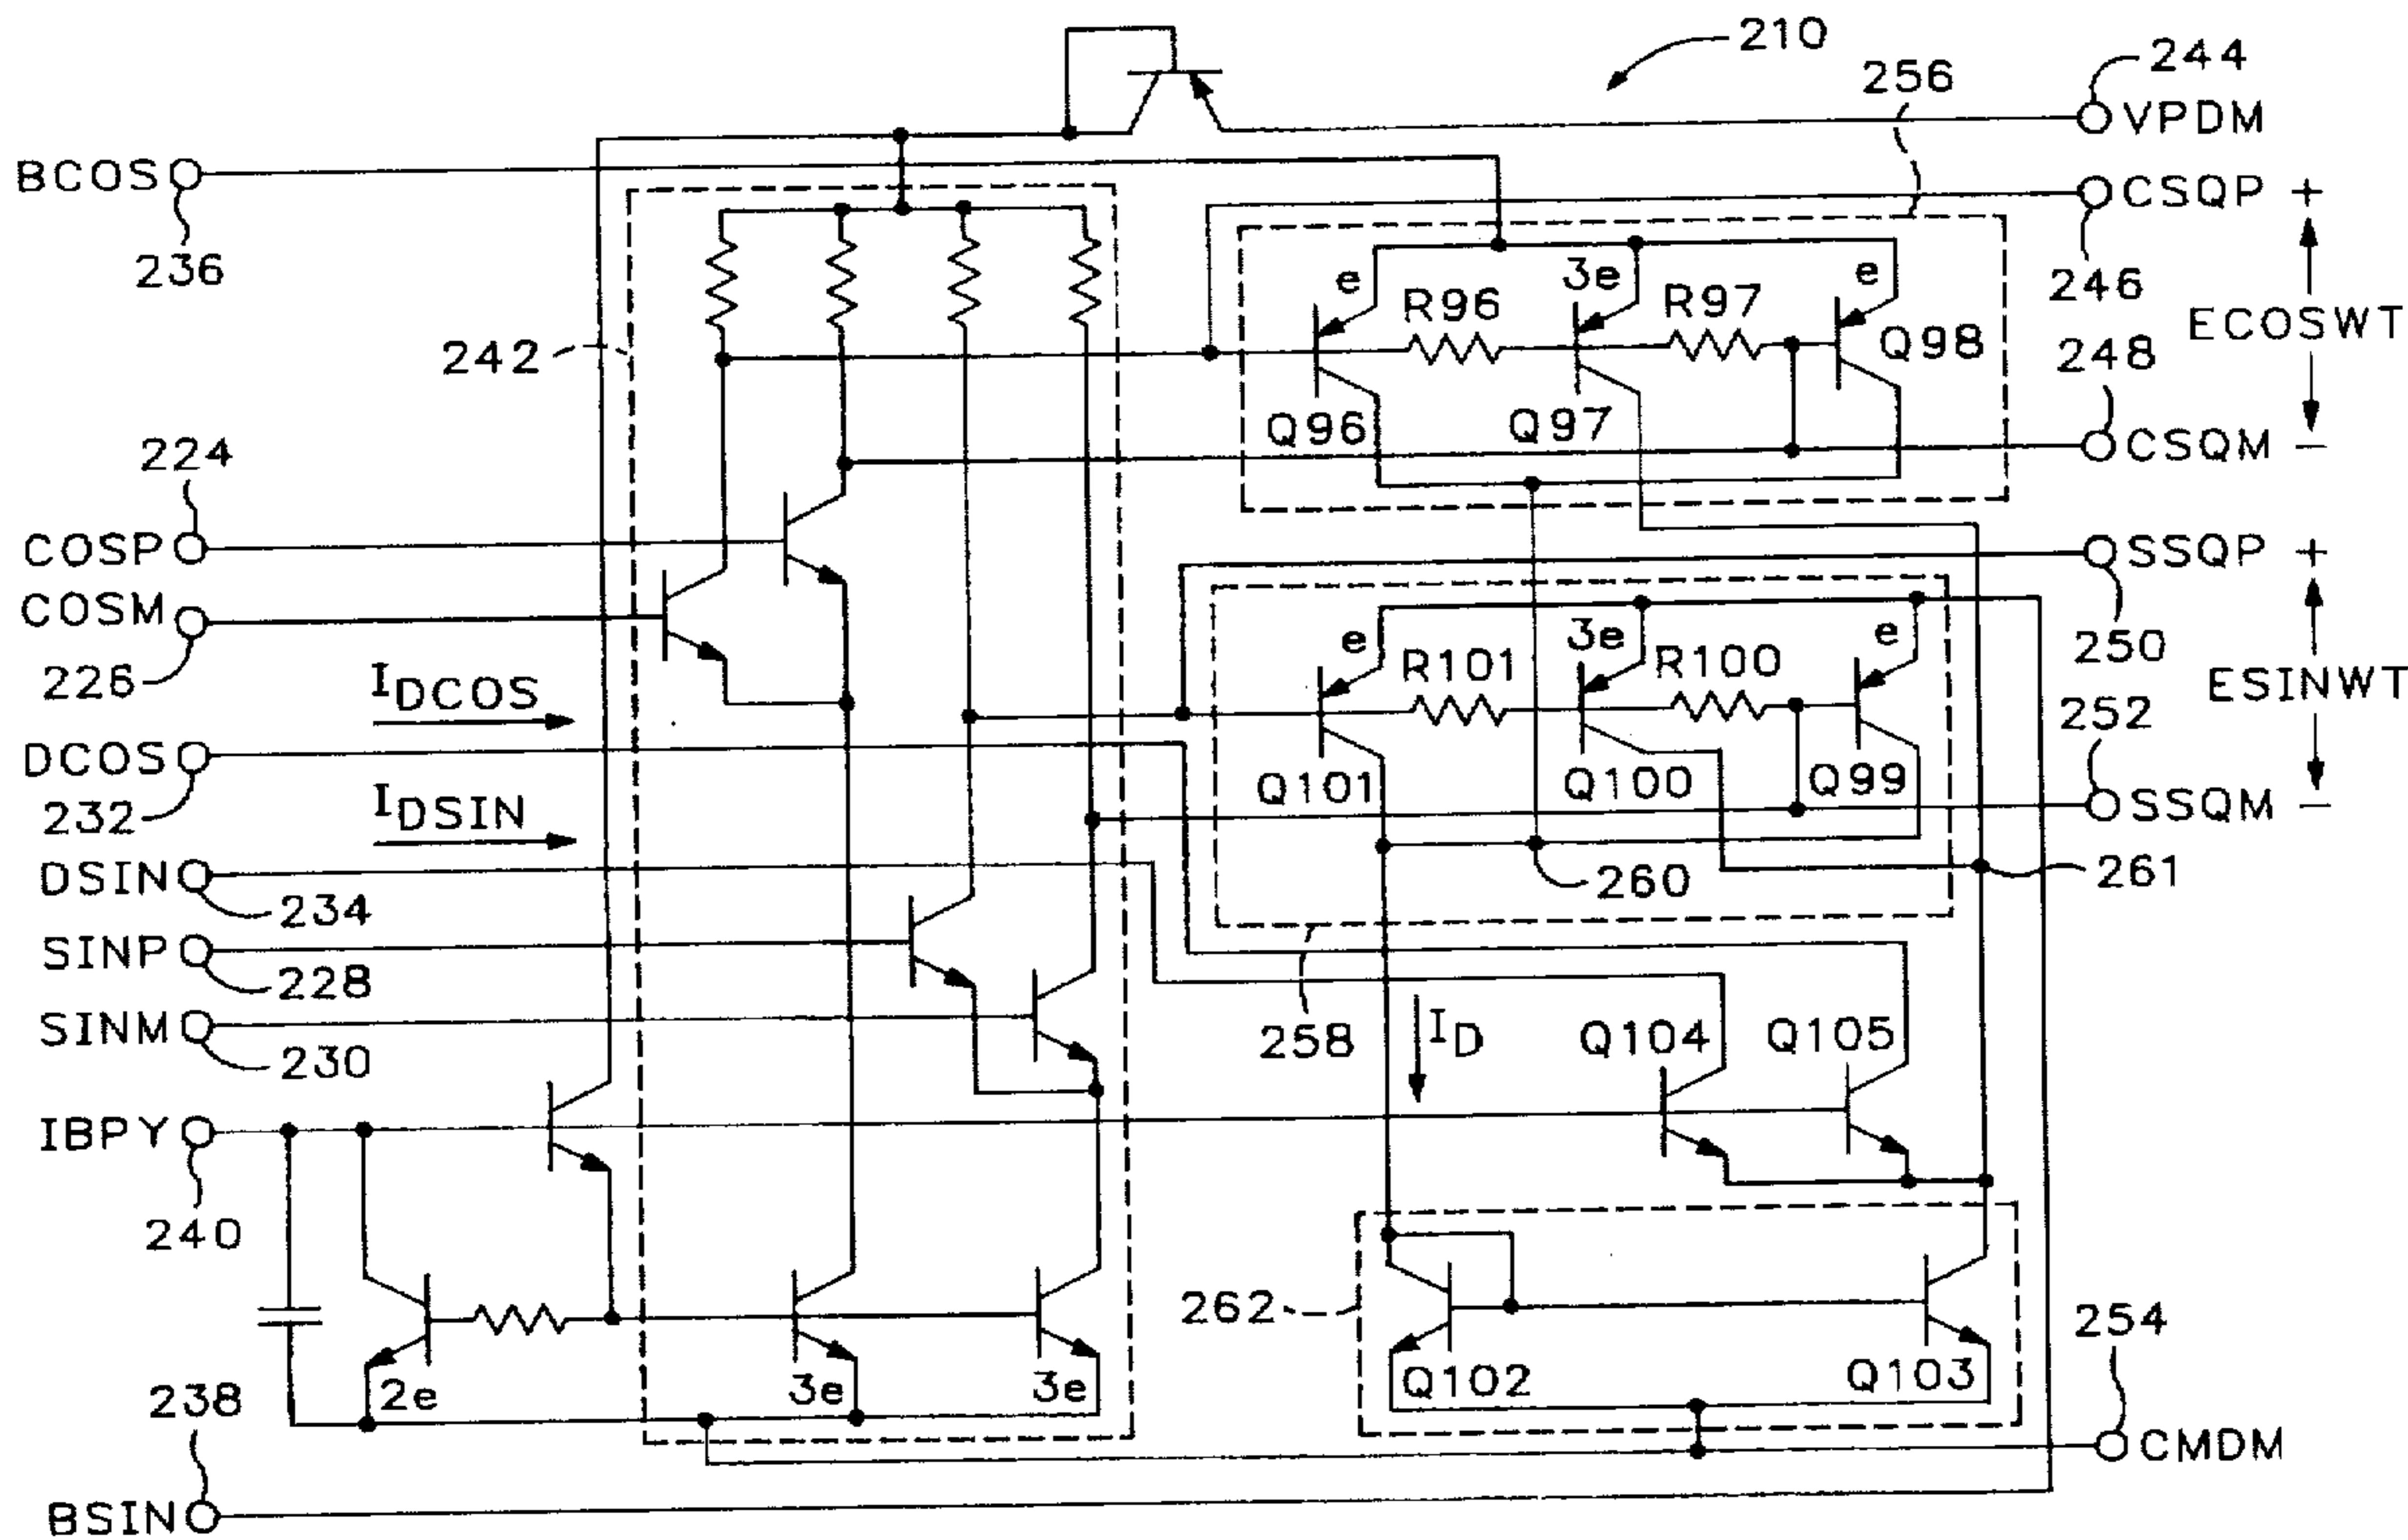 210
244
VPDM
256
BCOS
236
CSQP +
246
e
3e
e
R96
R97
ECOSWT
242
Q98
248
Q96
Q97
CSQM −
224
COSP
SSQP +
COSM
250
e
3e
e
226
R101
R100
ESINWT
IDCOS
252
DCOS
Q101
Q100
Q99
232
IDSIN
SSQM −
DSIN
260
261
234
SINP
228
258
ID
Q104
Q105
SINM
230
IBPY
240
262
254
2e
3e
3e
Q102
Q103
238
CMDM
BSIN